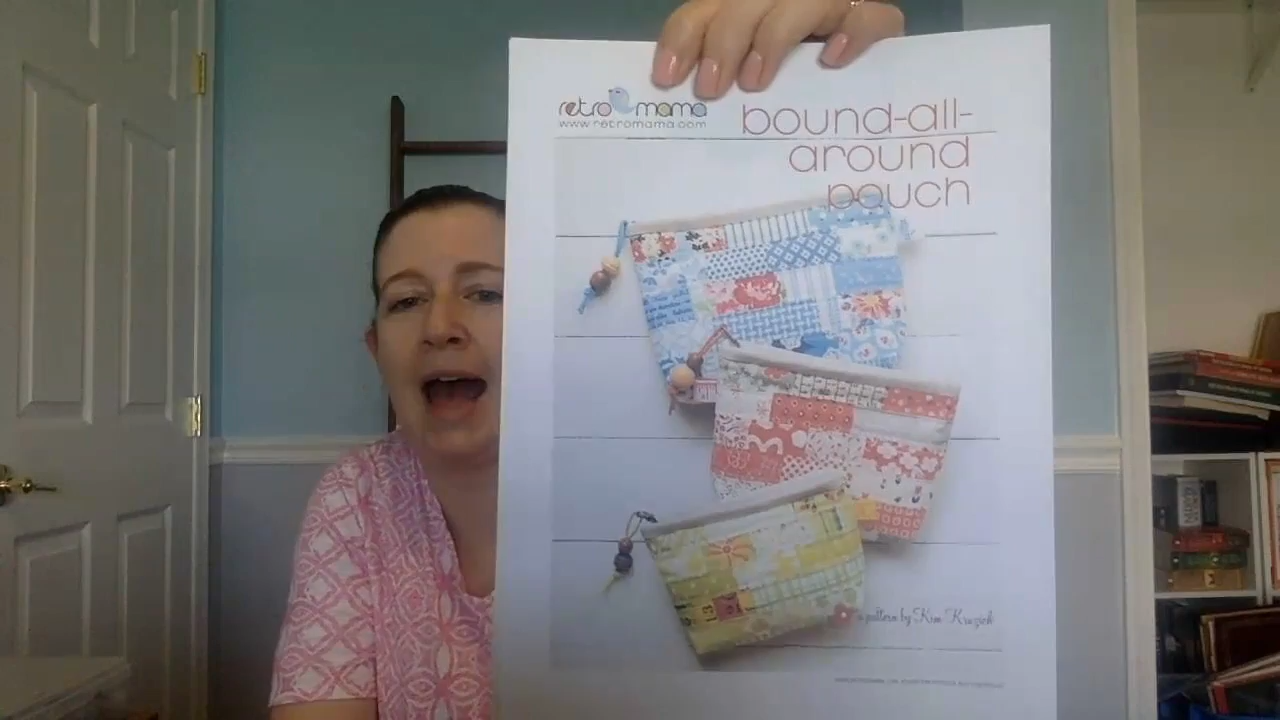 retro mama
www.retromama.com
bound-all-
around
pouch
a pattern by Kim Kruzich